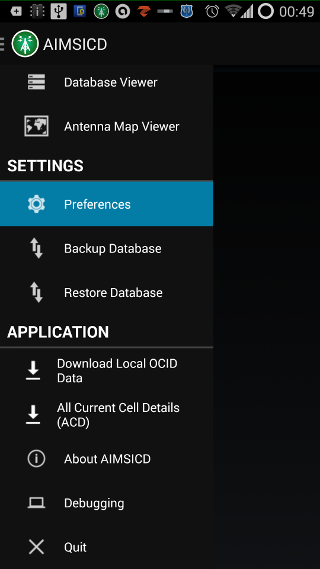 00:49
AIMSICD
Database Viewer
Antenna Map Viewer
SETTINGS
Preferences
Backup Database
Restore Database
APPLICATION
Download Local OCID
Data
All Current Cell Details
(ACD)
About AIMSICD
Debugging
Quit